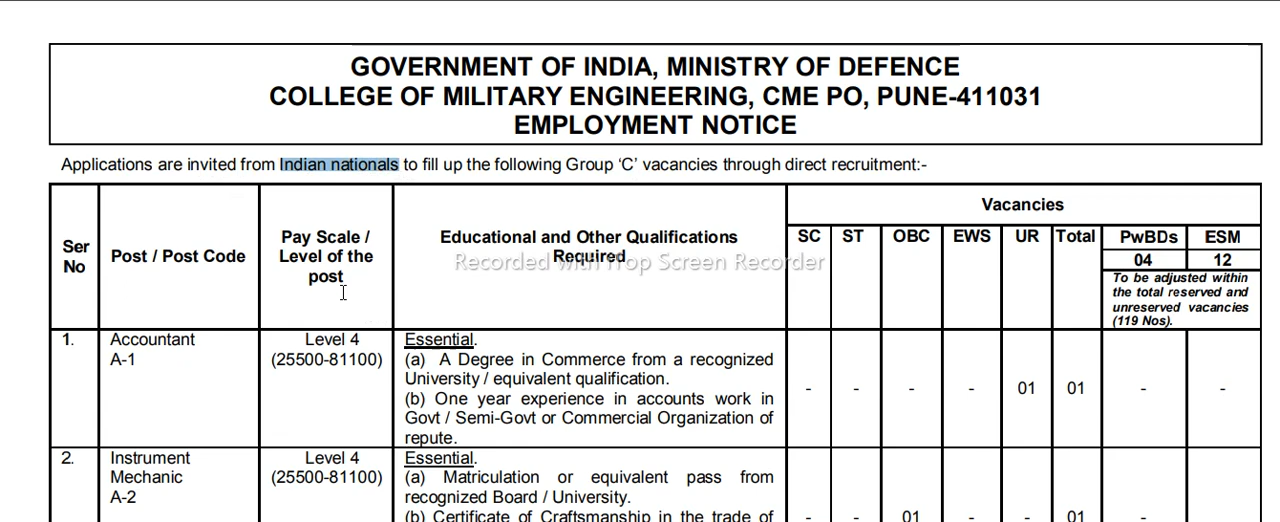 GOVERNMENT OF INDIA, MINISTRY OF DEFENCE
COLLEGE OF MILITARY ENGINEERING, CME PO, PUNE-411031
EMPLOYMENT NOTICE
Applications are invited from Indian nationals to fill up the following Group ‘C’ vacancies through direct recruitment:-
Ser No
Post / Post Code
Pay Scale /
Level of the
post
Educational and Other Qualifications
Required
Vacancies
SC ST OBC EWS UR Total PwBDs ESM
04 12
To be adjusted within
the total reserved and
unreserved vacancies
(119 Nos).
Recorded with iTop Screen Recorder
1.
Accountant
A-1
Level 4
(25500-81100)
Essential.
(a) A Degree in Commerce from a recognized
University / equivalent qualification.
(b) One year experience in accounts work in
Govt / Semi-Govt or Commercial Organization of
repute.
- - - - 01 01 - -
2.
Instrument
Mechanic
A-2
Level 4
(25500-81100)
Essential.
(a) Matriculation or equivalent pass from
recognized Board / University.
(b) Certificate of Craftsmanship in the trade of
- - 01 - - 01 - -